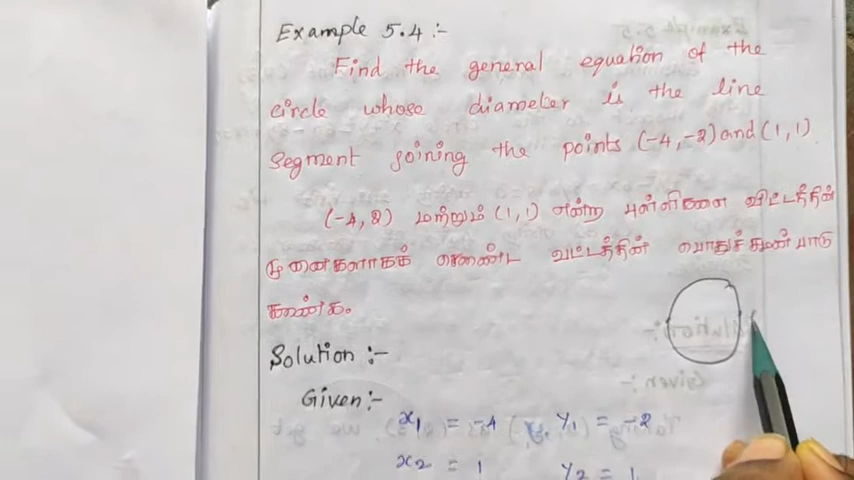 Example 5.4 :-
Find the general equation of the
circle whose diameter is the line
segment joining the points (-4, -2) and (1, 1)
(-4, 2) மற்றும் (1, 1) என்ற புள்ளிகளை விட்டத்தின்
முனைகளாகக் கொண்ட வட்டத்தின் பொதுச் சமன்பாடு
காண்க.
Solution :-
Given :-
x₁ = -4 y₁ = -2
x₂ = 1 y₂ = 1